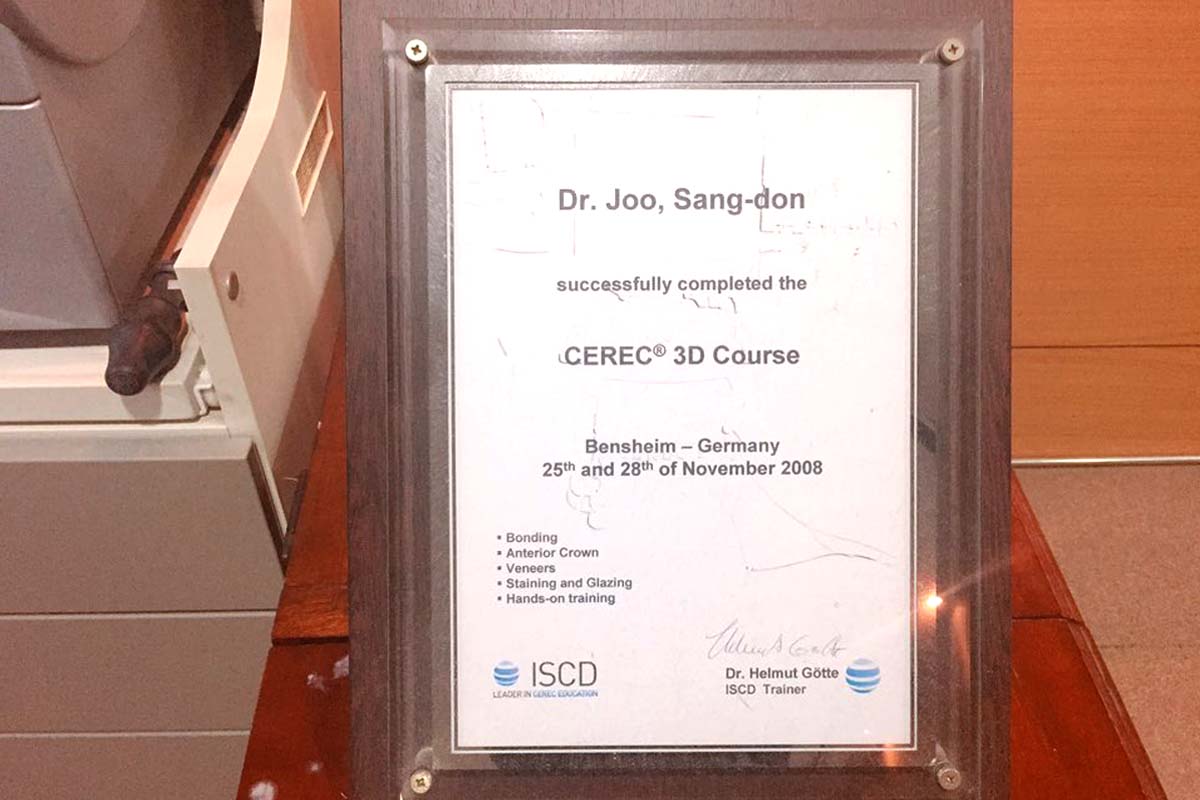 Dr. Joo, Sang-don
successfully completed the
CEREC® 3D Course
Bensheim – Germany
25th and 28th of November 2008
▪ Bonding
▪ Anterior Crown
▪ Veneers
▪ Staining and Glazing
▪ Hands-on training
ISCD
LEADER IN CEREC EDUCATION
Dr. Helmut Götte
ISCD Trainer